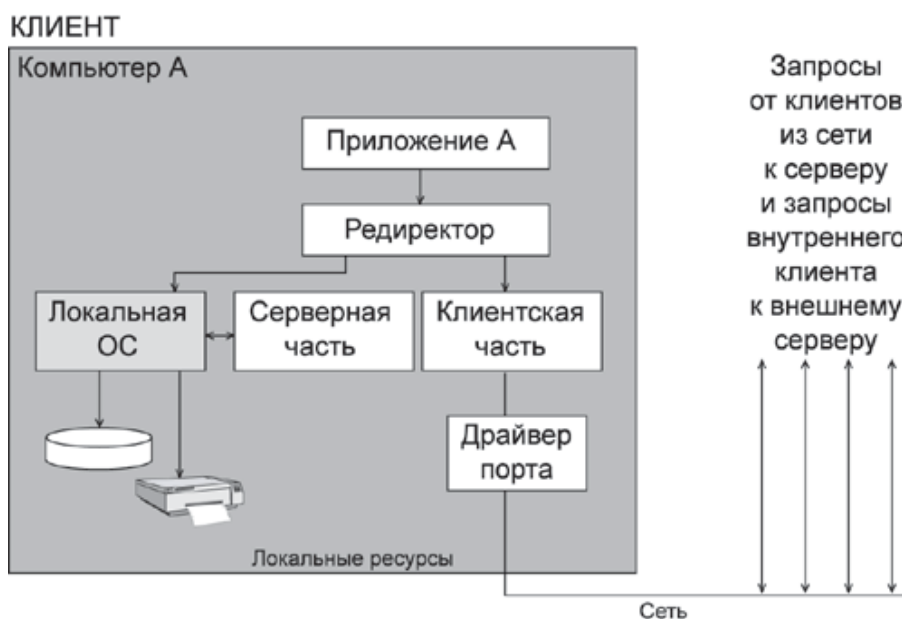 КЛИЕНТ
Компьютер А
Приложение А
Редиректор
Локальная
ОС
Серверная
часть
Клиентская
часть
Драйвер
порта
Локальные ресурсы
Сеть
Запросы
от клиентов
из сети
к серверу
и запросы
внутреннего
клиента
к внешнему
серверу